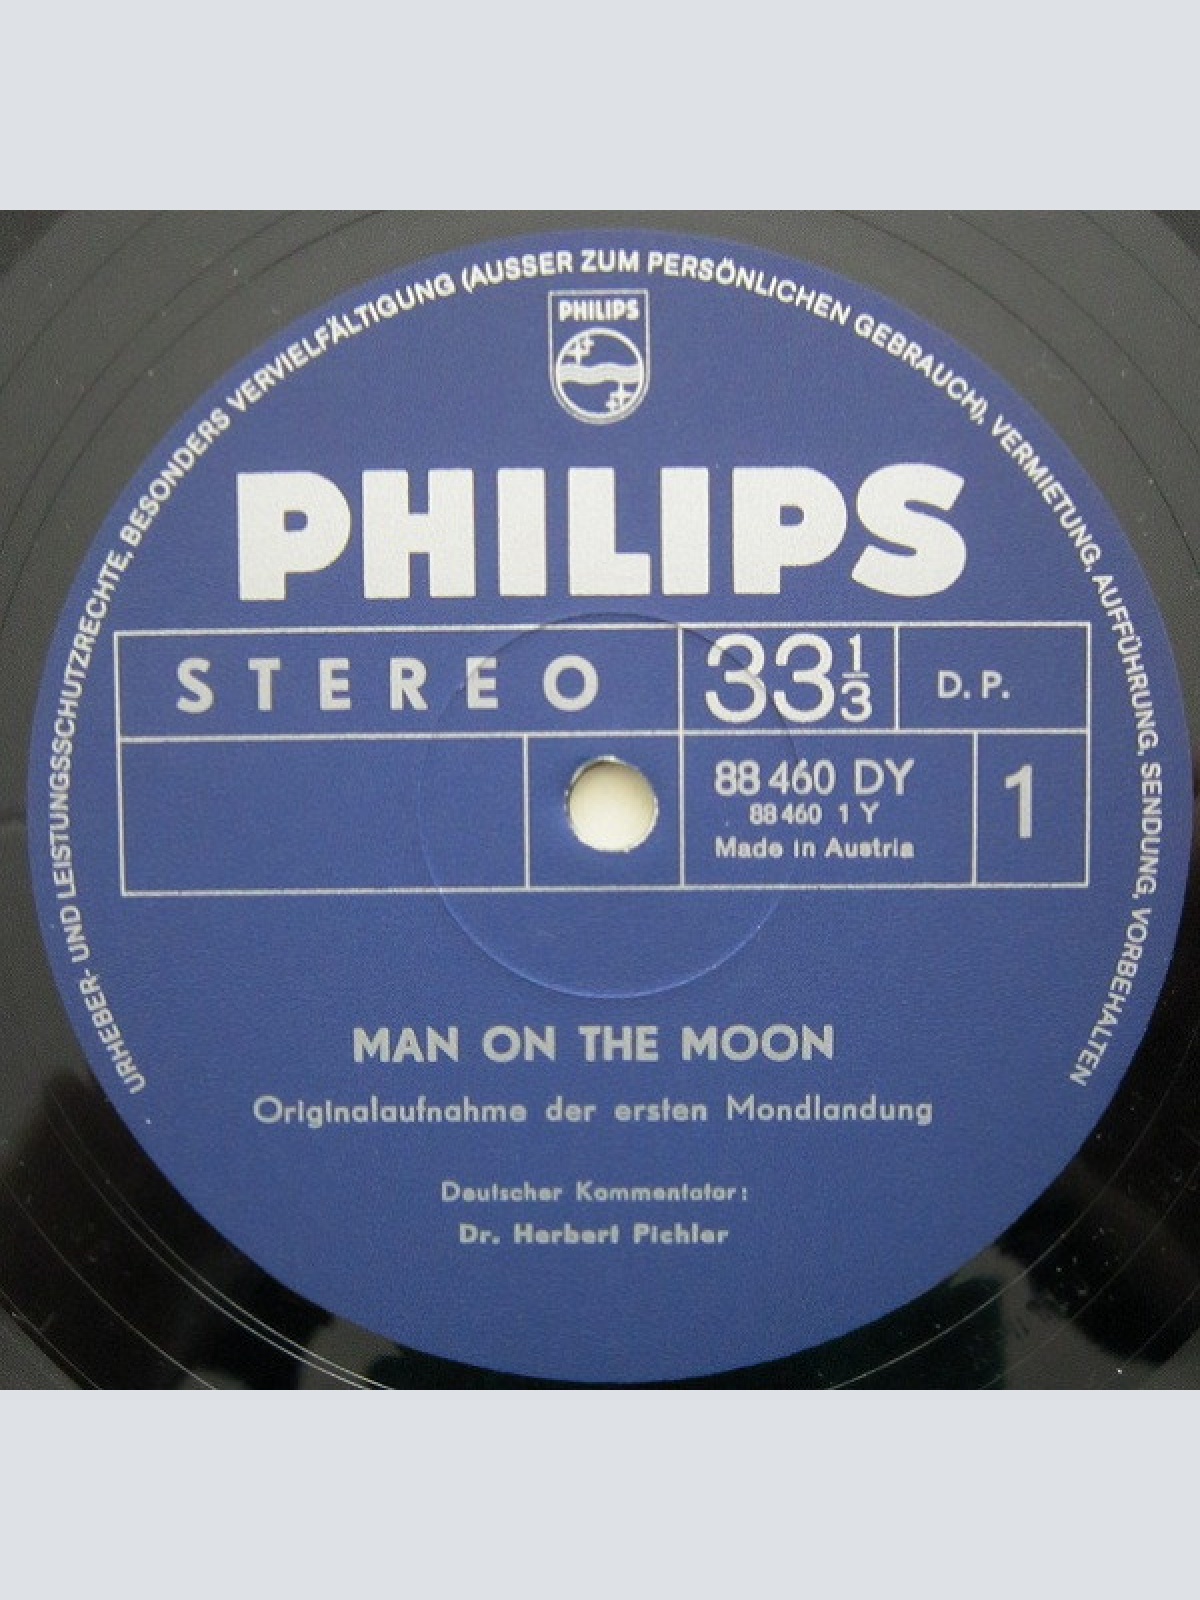 URHEBER- UND LEISTUNGSSCHUTZRECHTE, BESONDERS VERVIELFÄLTIGUNG (AUSSER ZUM PERSÖNLICHEN GEBRAUCH), VERMIETUNG, AUFFÜHRUNG, SENDUNG, VORBEHALTEN
PHILIPS
PHILIPS
STEREO 33 1/3 D.P.
88 460 DY 1
88 460 1 Y
Made in Austria
MAN ON THE MOON
Originalaufnahme der ersten Mondlandung
Deutscher Kommentator:
Dr. Herbert Pichler